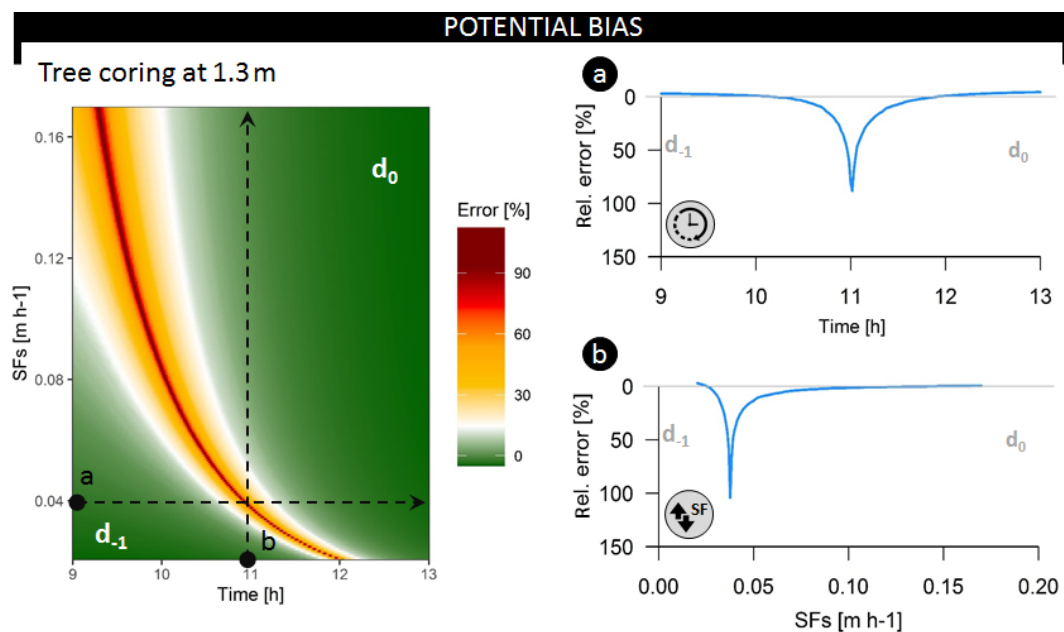 POTENTIAL BIAS
Tree coring at 1.3 m
0.16
0.12
0.08
0.04
SFs [m h-1]
d0
d-1
a
b
9
10
11
12
13
Time [h]
Error [%]
90
60
30
0
a
0
50
100
150
Rel. error [%]
d-1
d0
9
10
11
12
13
Time [h]
b
0
50
100
150
Rel. error [%]
d-1
d0
SF
0.00
0.05
0.10
0.15
0.20
SFs [m h-1]